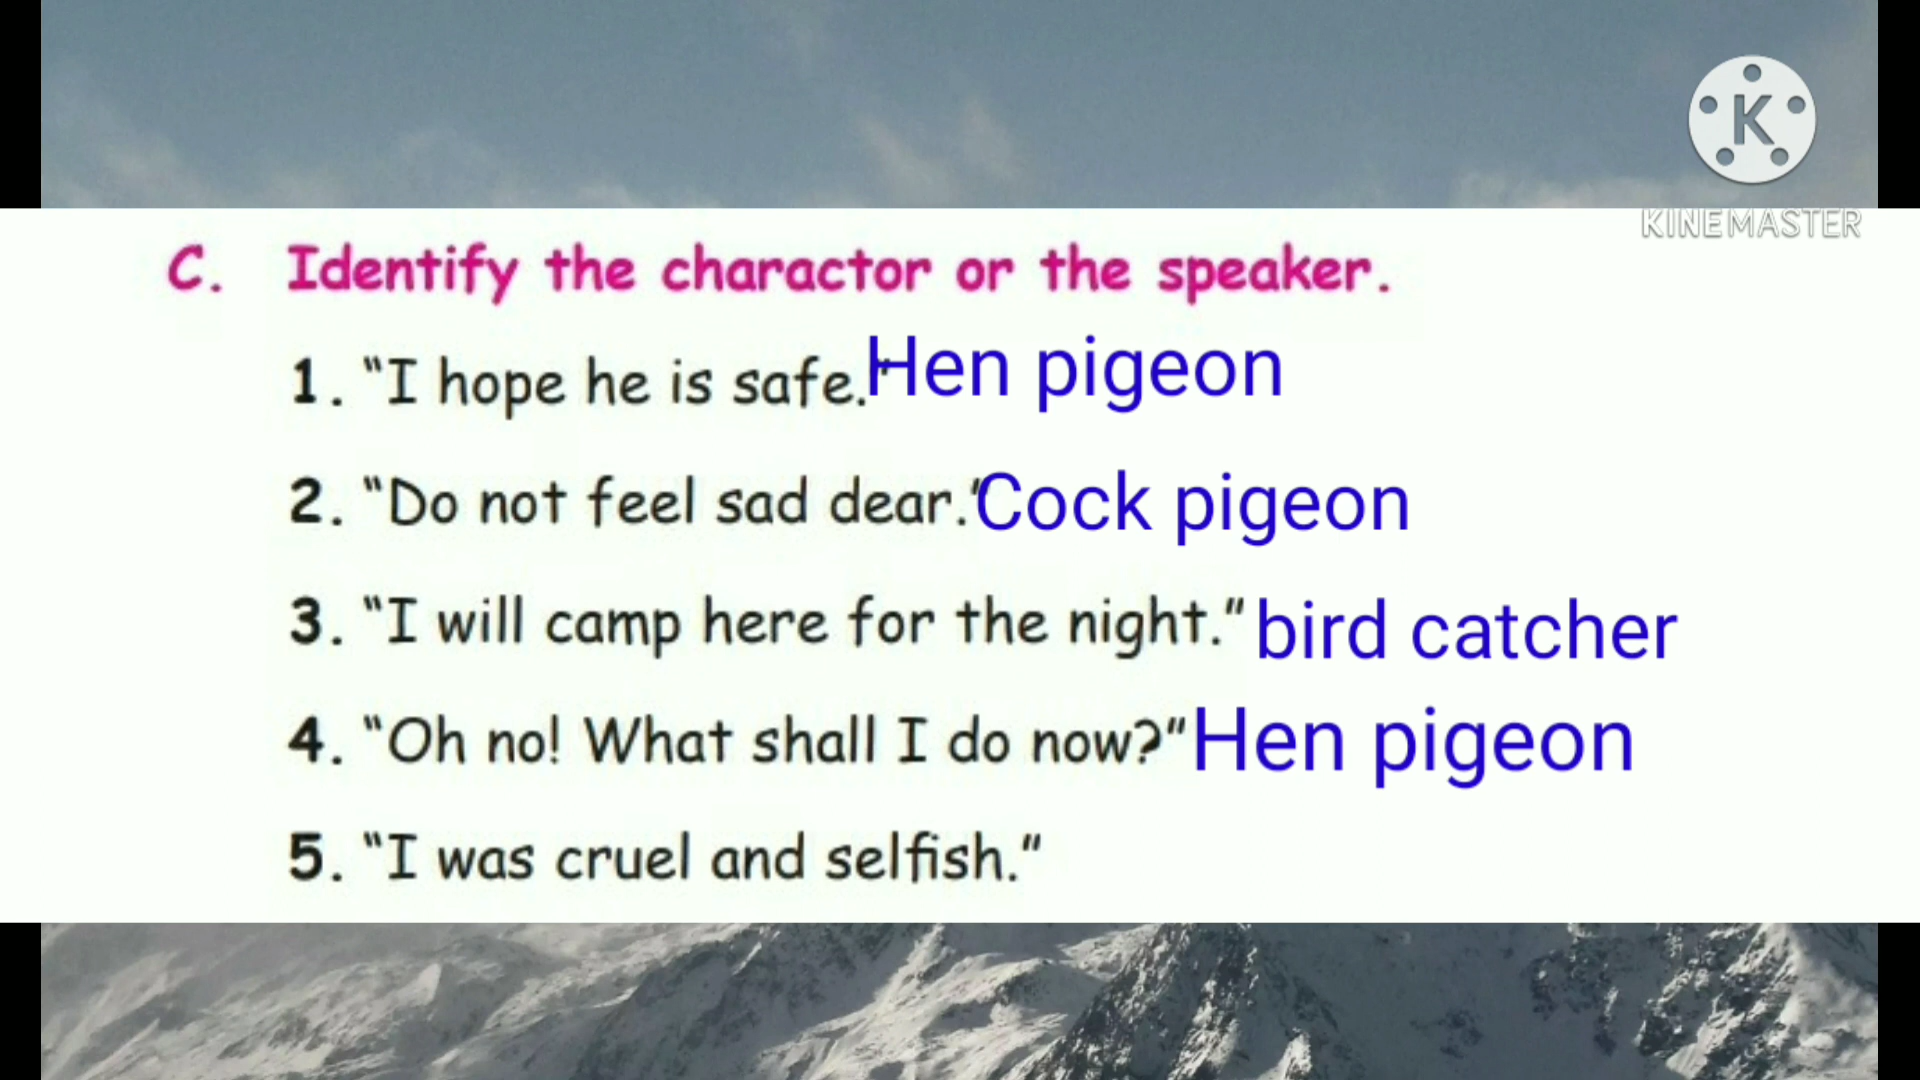 K
KINEMASTER
C. Identify the charactor or the speaker.
1. “I hope he is safe.” Hen pigeon
2. “Do not feel sad dear.” Cock pigeon
3. “I will camp here for the night.” bird catcher
4. “Oh no! What shall I do now?” Hen pigeon
5. “I was cruel and selfish.”